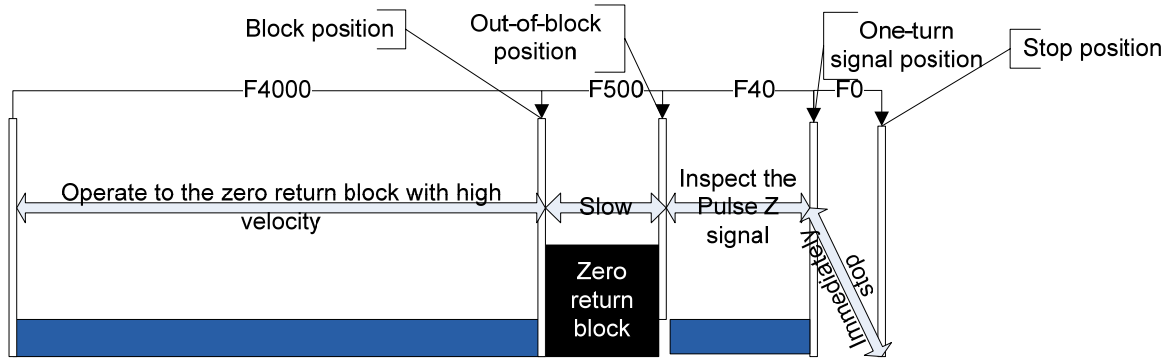 Block position
Out-of-block
position
One-turn
signal position
Stop position
F4000
F500
F40
F0
Operate to the zero return block with high
velocity
Slow
Inspect the
Pulse Z
signal
Immediately
stop
Zero
return
block